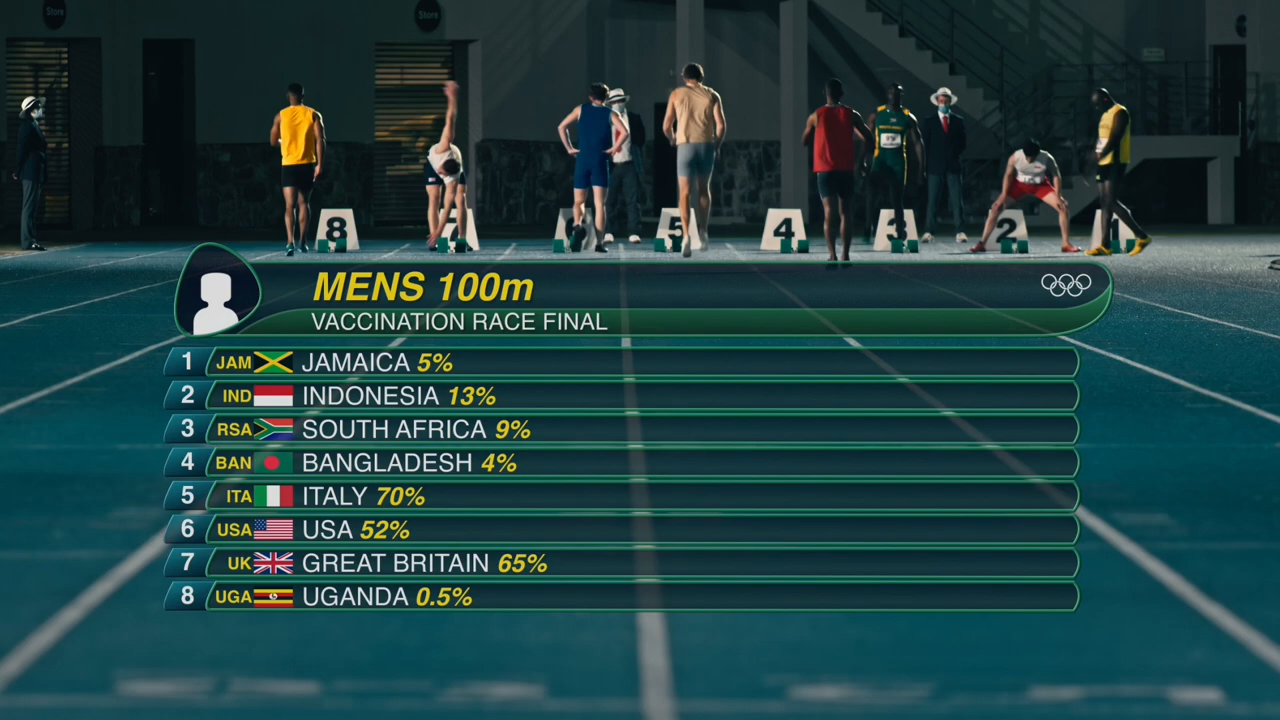 Store
Store
8
7
5
4
3
2
1
MENS 100m
VACCINATION RACE FINAL
1 JAM JAMAICA 5%
2 IND INDONESIA 13%
3 RSA SOUTH AFRICA 9%
4 BAN BANGLADESH 4%
5 ITA ITALY 70%
6 USA USA 52%
7 UK GREAT BRITAIN 65%
8 UGA UGANDA 0.5%